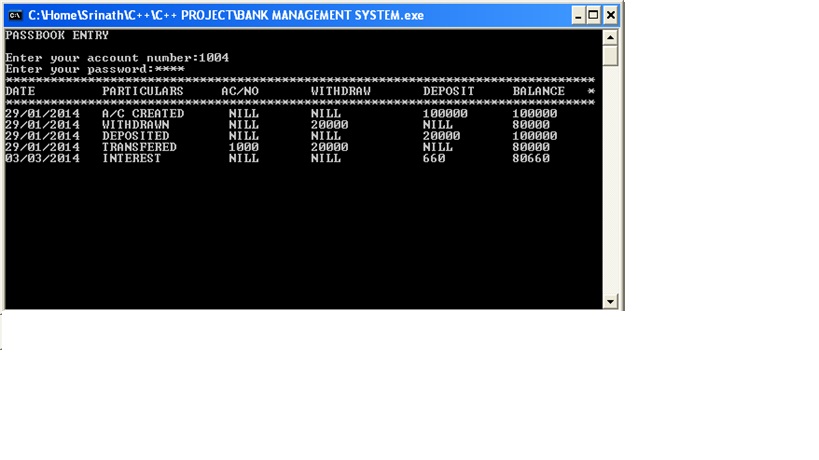 C:\Home\Srinath\C++\C++ PROJECT\BANK MANAGEMENT SYSTEM.exe
PASSBOOK ENTRY
Enter your account number:1004
Enter your password:****
*******************************************************************************
DATE PARTICULARS AC/NO WITHDRAW DEPOSIT BALANCE *
*******************************************************************************
29/01/2014 A/C CREATED NILL NILL 100000 100000
29/01/2014 WITHDRAWN NILL 20000 NILL 80000
29/01/2014 DEPOSITED NILL NILL 20000 100000
29/01/2014 TRANSFERED 1000 20000 NILL 80000
03/03/2014 INTEREST NILL NILL 660 80660